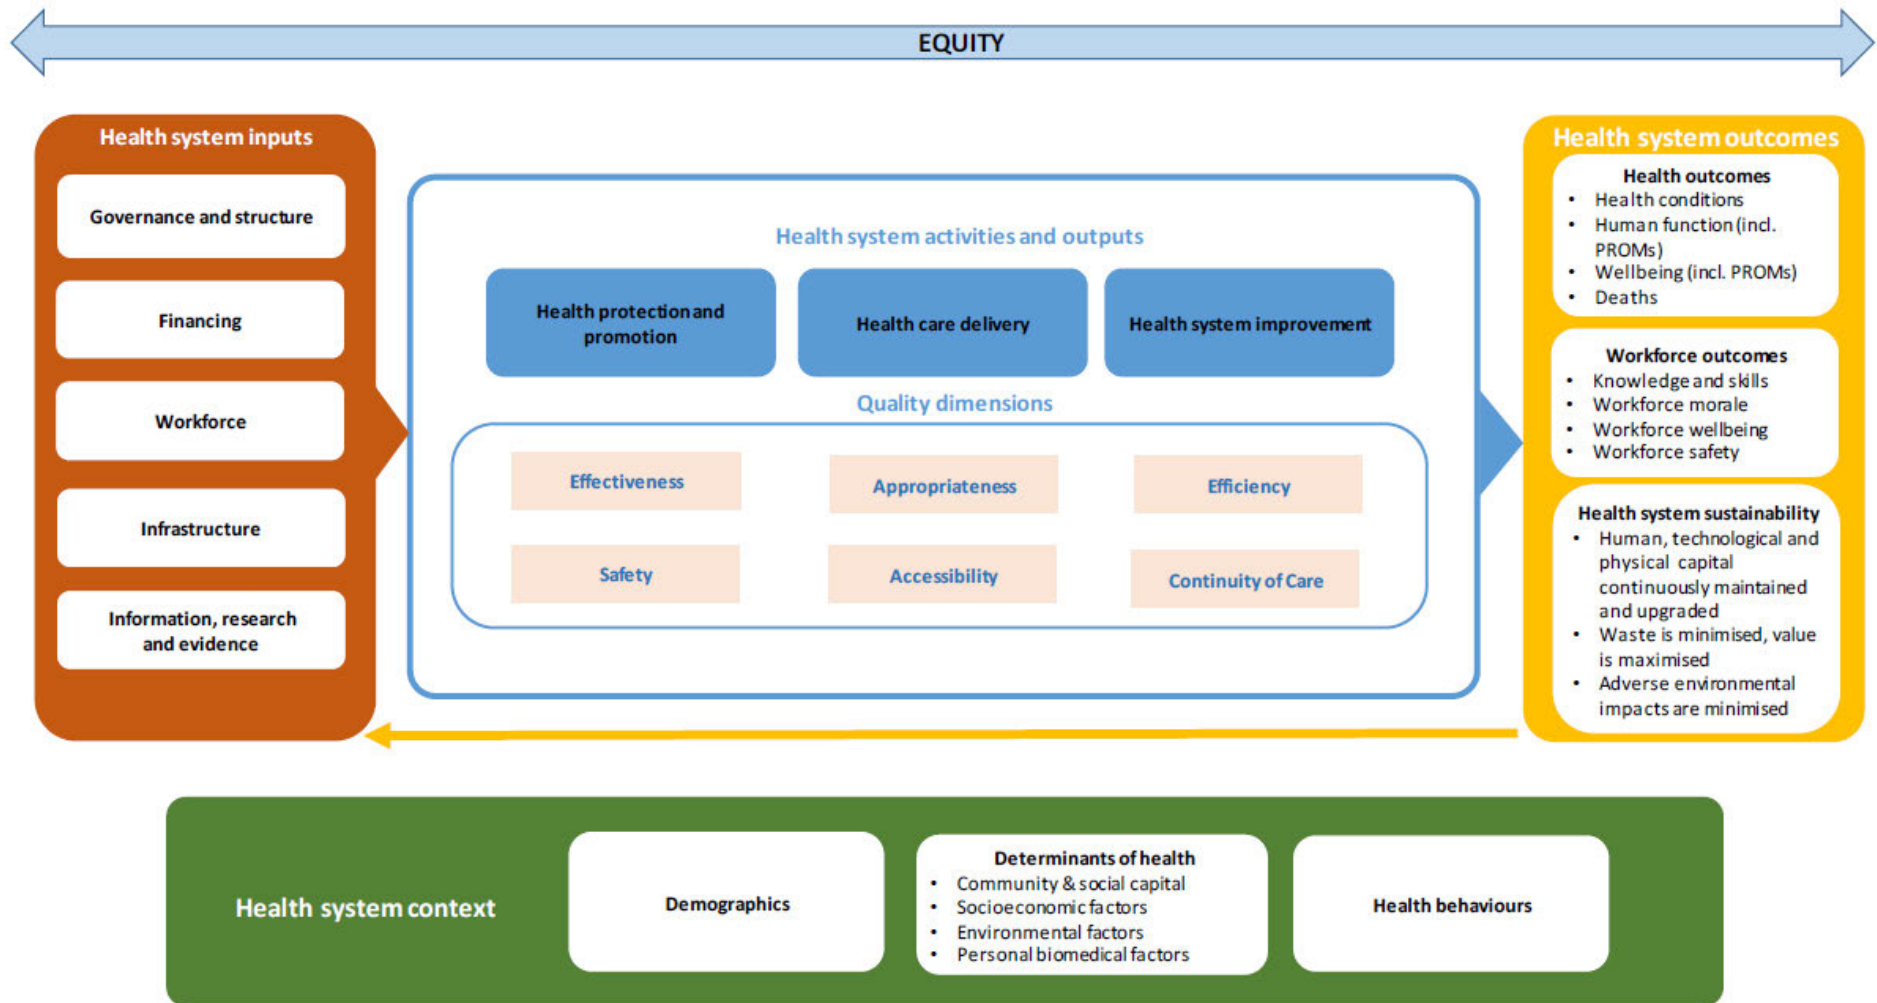 EQUITY
Health system inputs
Governance and structure
Financing
Workforce
Infrastructure
Information, research
and evidence
Health system activities and outputs
Health protection and
promotion
Health care delivery
Health system improvement
Quality dimensions
Effectiveness
Appropriateness
Efficiency
Safety
Accessibility
Continuity of Care
Health system outcomes
Health outcomes
• Health conditions
• Human function (incl.
PROMs)
• Wellbeing (incl. PROMs)
• Deaths
Workforce outcomes
• Knowledge and skills
• Workforce morale
• Workforce wellbeing
• Workforce safety
Health system sustainability
• Human, technological and
physical capital
continuously maintained
and upgraded
• Waste is minimised, value
is maximised
• Adverse environmental
impacts are minimised
Health system context
Demographics
Determinants of health
• Community & social capital
• Socioeconomic factors
• Environmental factors
• Personal biomedical factors
Health behaviours